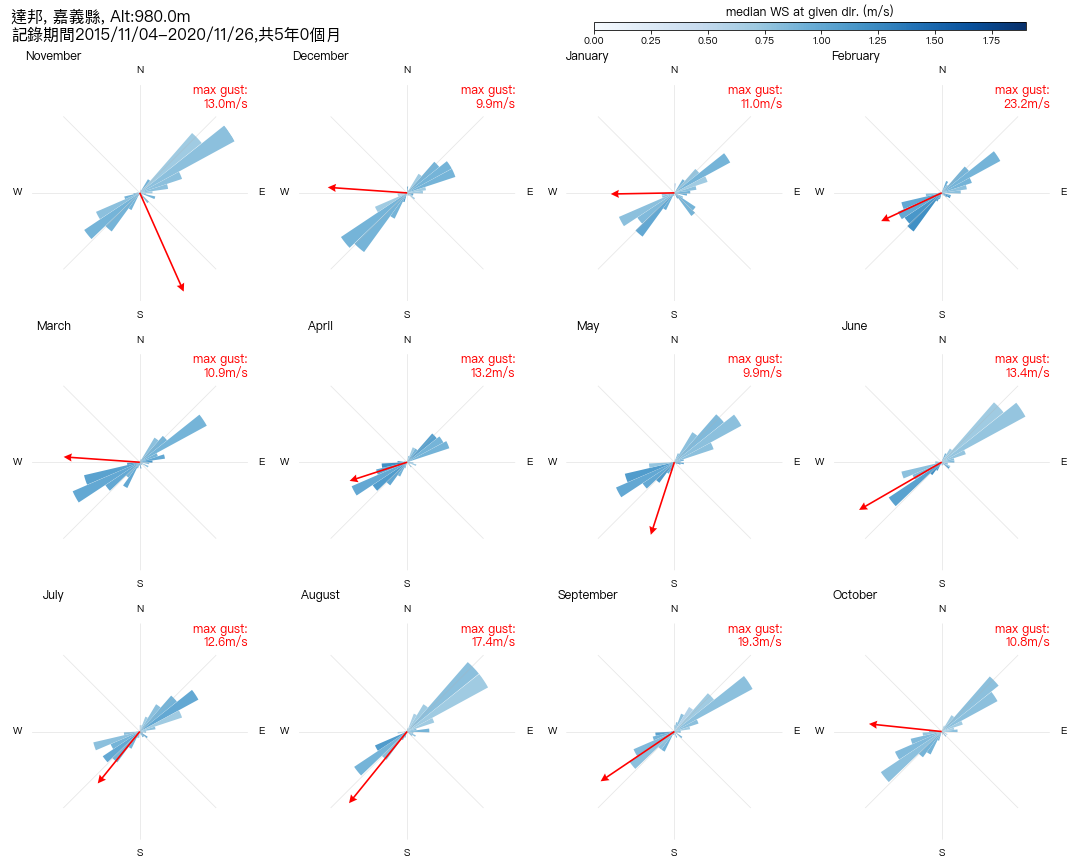 達邦, 嘉義縣, Alt:980.0m
記錄期間2015/11/04–2020/11/26,共5年0個月
median WS at given dir. (m/s)
0.00 0.25 0.50 0.75 1.00 1.25 1.50 1.75
November
N
max gust:
13.0m/s
W E
S
December
N
max gust:
9.9m/s
W E
S
January
N
max gust:
11.0m/s
W E
S
February
N
max gust:
23.2m/s
W E
S
March
N
max gust:
10.9m/s
W E
S
April
N
max gust:
13.2m/s
W E
S
May
N
max gust:
9.9m/s
W E
S
June
N
max gust:
13.4m/s
W E
S
July
N
max gust:
12.6m/s
W E
S
August
N
max gust:
17.4m/s
W E
S
September
N
max gust:
19.3m/s
W E
S
October
N
max gust:
10.8m/s
W E
S